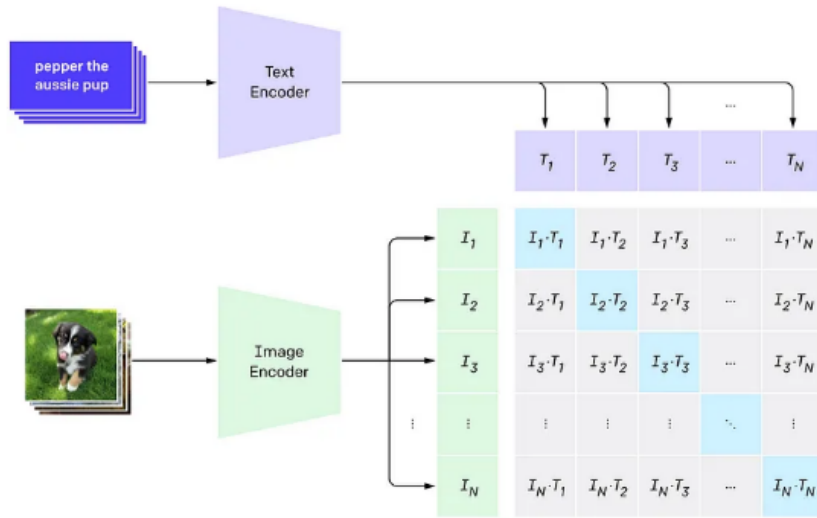 pepper the
aussie pup
Text
Encoder
...
T1 T2 T3 ... TN
I1 I1·T1 I1·T2 I1·T3 ... I1·TN
I2 I2·T1 I2·T2 I2·T3 ... I2·TN
Image
Encoder
I3 I3·T1 I3·T2 I3·T3 ... I3·TN
⋮ ⋮ ⋮ ⋮ ⋮ ⋱ ⋮
IN IN·T1 IN·T2 IN·T3 ... IN·TN